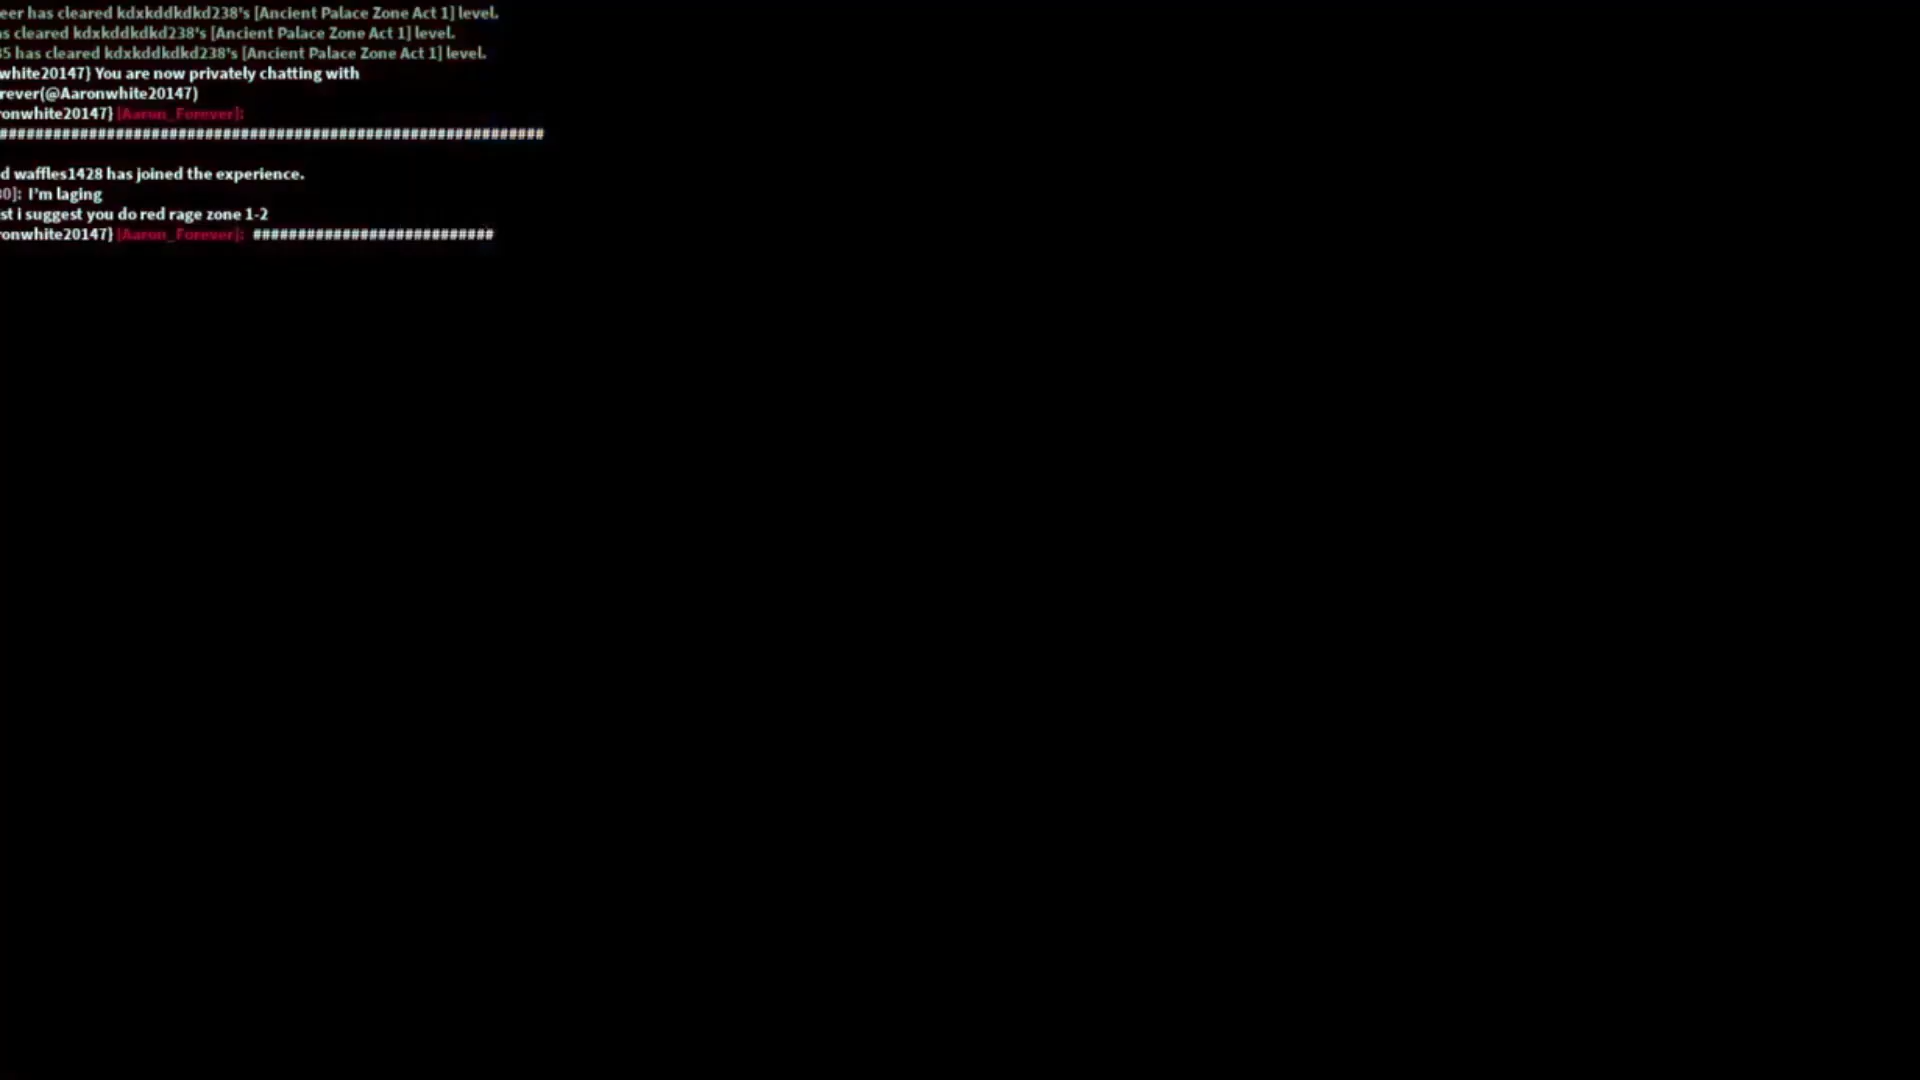 eer has cleared kdxkddkdkd238's [Ancient Palace Zone Act 1] level.
s cleared kdxkddkdkd238's [Ancient Palace Zone Act 1] level.
35 has cleared kdxkddkdkd238's [Ancient Palace Zone Act 1] level.
white20147} You are now privately chatting with
rever(@Aaronwhite20147)
ronwhite20147} [Aaron_Forever]:
#############################################################
d waffles1428 has joined the experience.
30]: I'm laging
st i suggest you do red rage zone 1-2
ronwhite20147} [Aaron_Forever]: ###########################